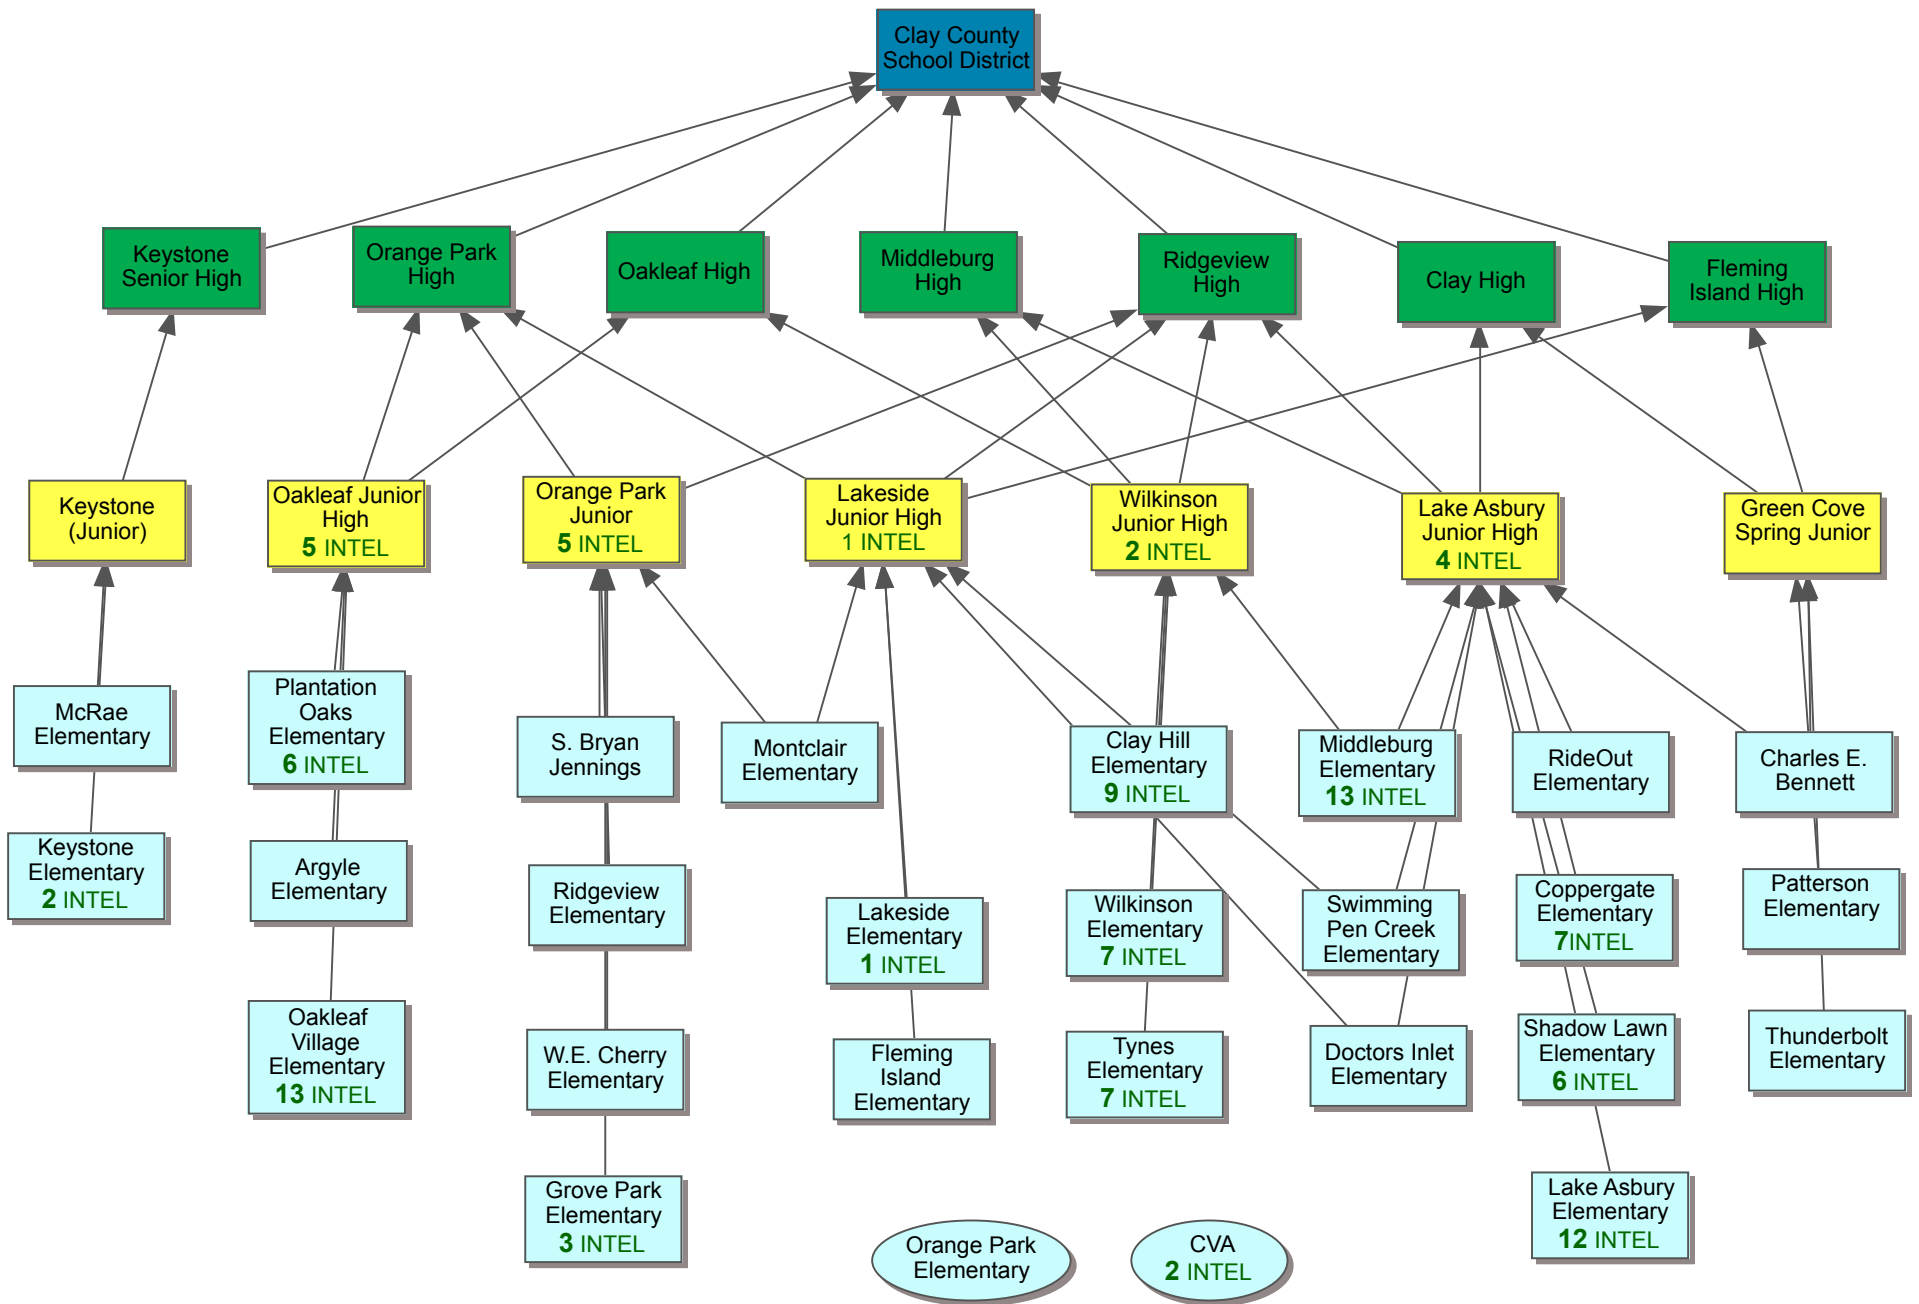 Clay County
School District
Keystone
Senior High
Orange Park
High
Oakleaf High
Middleburg
High
Ridgeview
High
Clay High
Fleming
Island High
Keystone
(Junior)
Oakleaf Junior
High
5 INTEL
Orange Park
Junior
5 INTEL
Lakeside
Junior High
1 INTEL
Wilkinson
Junior High
2 INTEL
Lake Asbury
Junior High
4 INTEL
Green Cove
Spring Junior
McRae
Elementary
Plantation
Oaks
Elementary
6 INTEL
S. Bryan
Jennings
Montclair
Elementary
Clay Hill
Elementary
9 INTEL
Middleburg
Elementary
13 INTEL
RideOut
Elementary
Charles E.
Bennett
Keystone
Elementary
2 INTEL
Argyle
Elementary
Ridgeview
Elementary
Lakeside
Elementary
1 INTEL
Wilkinson
Elementary
7 INTEL
Swimming
Pen Creek
Elementary
Coppergate
Elementary
7INTEL
Patterson
Elementary
Oakleaf
Village
Elementary
13 INTEL
W.E. Cherry
Elementary
Fleming
Island
Elementary
Tynes
Elementary
7 INTEL
Doctors Inlet
Elementary
Shadow Lawn
Elementary
6 INTEL
Thunderbolt
Elementary
Grove Park
Elementary
3 INTEL
Orange Park
Elementary
CVA
2 INTEL
Lake Asbury
Elementary
12 INTEL